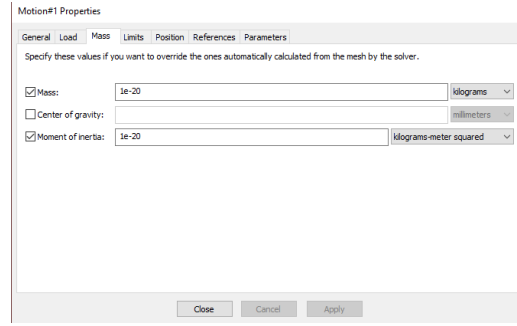 Motion#1 Properties
General Load Mass Limits Position References Parameters
Specify these values if you want to override the ones automatically calculated from the mesh by the solver.
Mass: 1e-20 kilograms
Center of gravity: millimeters
Moment of inertia: 1e-20 kilograms-meter squared
Close Cancel Apply